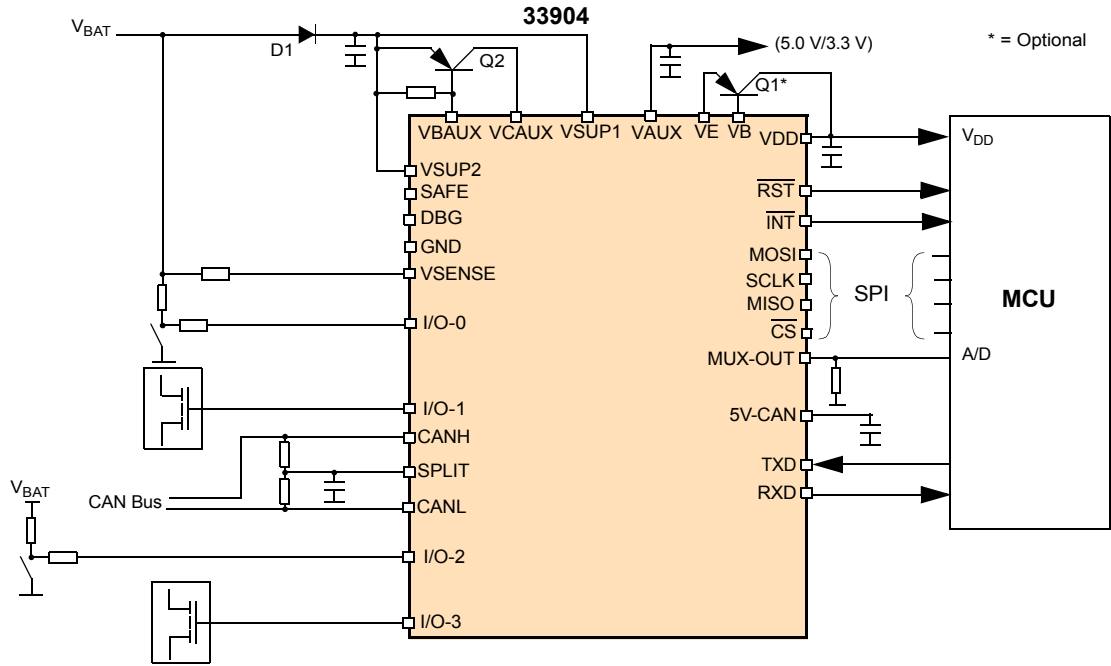 33904
V_BAT
D1
Q2
(5.0 V/3.3 V)
* = Optional
Q1*
VBAUX VCAUX VSUP1 VAUX VE VB
VDD
V_DD
VSUP2
SAFE
RST
DBG
INT
GND
MOSI
VSENSE
SCLK
SPI
MCU
MISO
I/O-0
CS
MUX-OUT
A/D
I/O-1
5V-CAN
CANH
SPLIT
TXD
V_BAT
CAN Bus
RXD
CANL
I/O-2
I/O-3